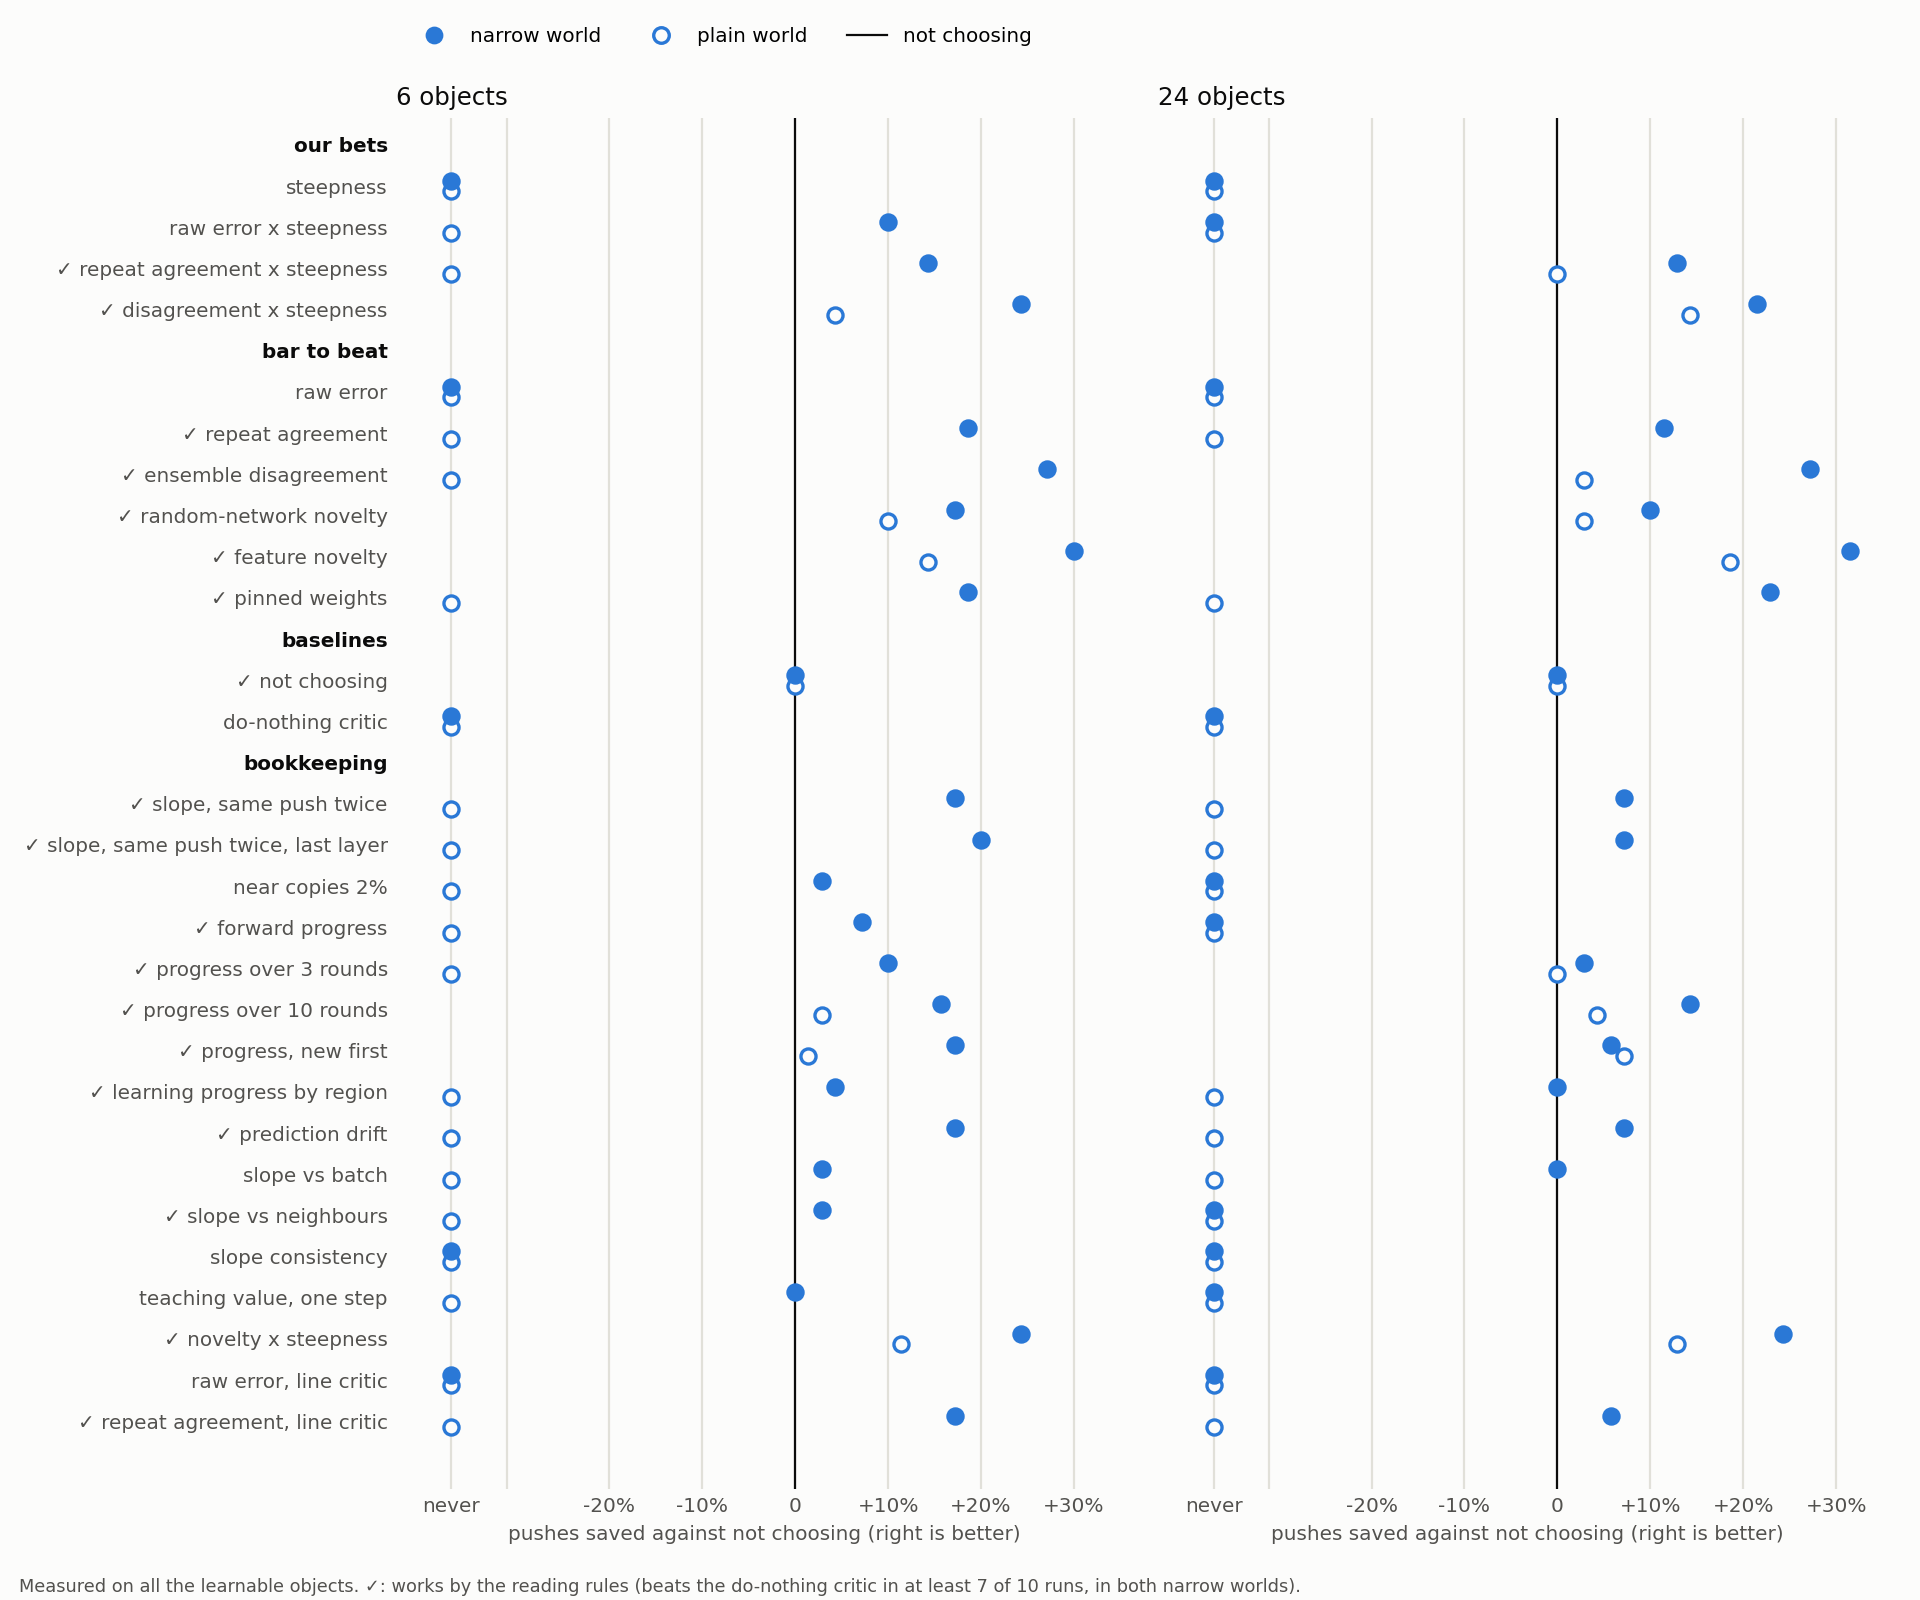 narrow world plain world not choosing
6 objects 24 objects
our bets
steepness
raw error x steepness
✓ repeat agreement x steepness
✓ disagreement x steepness
bar to beat
raw error
✓ repeat agreement
✓ ensemble disagreement
✓ random-network novelty
✓ feature novelty
✓ pinned weights
baselines
✓ not choosing
do-nothing critic
bookkeeping
✓ slope, same push twice
✓ slope, same push twice, last layer
near copies 2%
✓ forward progress
✓ progress over 3 rounds
✓ progress over 10 rounds
✓ progress, new first
✓ learning progress by region
✓ prediction drift
slope vs batch
✓ slope vs neighbours
slope consistency
teaching value, one step
✓ novelty x steepness
raw error, line critic
✓ repeat agreement, line critic
never -20% -10% 0 +10% +20% +30% never -20% -10% 0 +10% +20% +30%
pushes saved against not choosing (right is better) pushes saved against not choosing (right is better)
Measured on all the learnable objects. ✓: works by the reading rules (beats the do-nothing critic in at least 7 of 10 runs, in both narrow worlds).